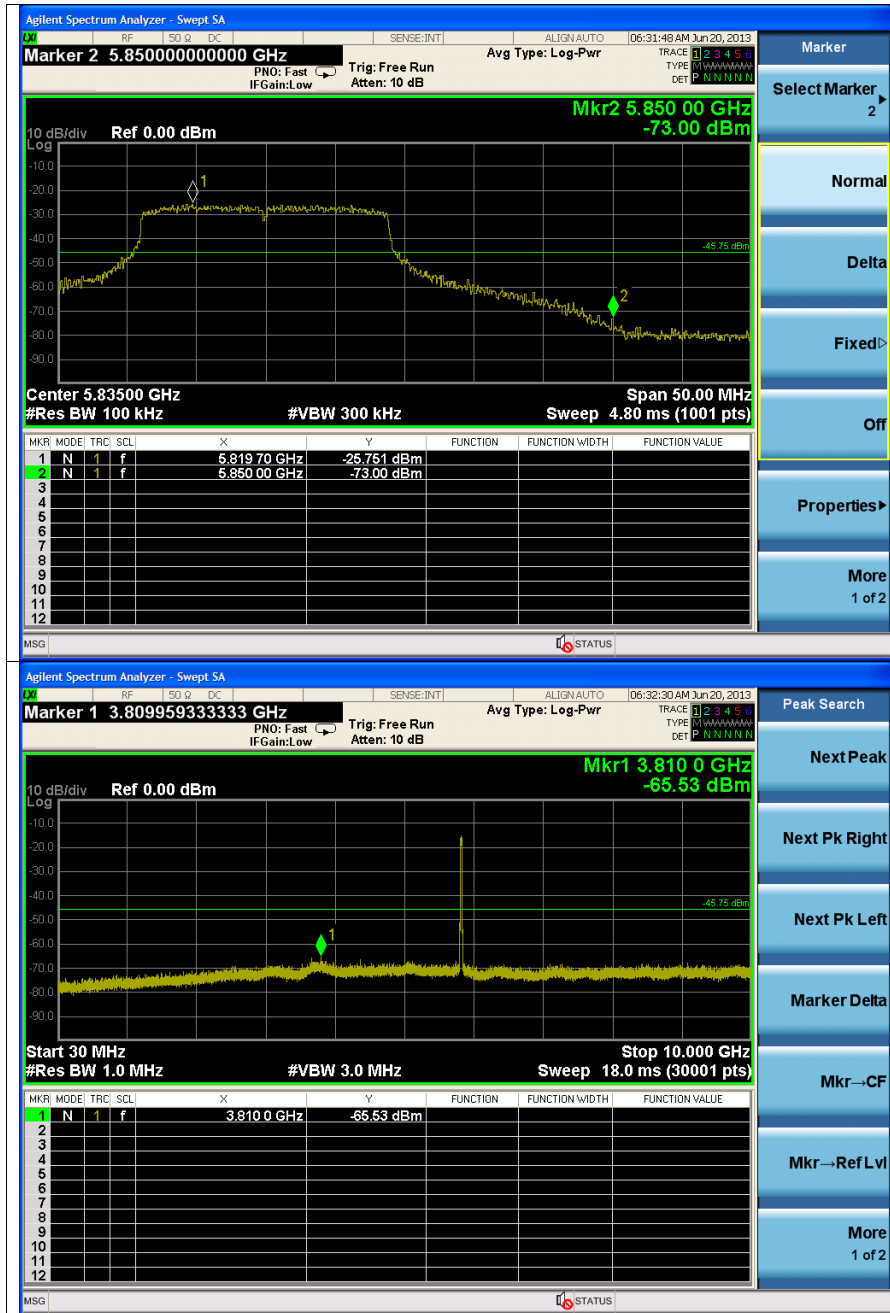 Agilent Spectrum Analyzer - Swept SA
LXI RF 50 Ω DC SENSE:INT ALIGN AUTO 06:31:48 AM Jun 20, 2013
Marker 2 5.850000000000 GHz
PNO: Fast
IFGain:Low
Trig: Free Run
Atten: 10 dB
Avg Type: Log-Pwr
TRACE 1 2 3 4 5 6
TYPE M WWWWW
DET P N N N N N
Mkr2 5.850 00 GHz
-73.00 dBm
10 dB/div Ref 0.00 dBm
Log
-10.0
-20.0
-30.0
-40.0
-50.0
-60.0
-70.0
-80.0
-90.0
1
-45.75 dBm
2
Center 5.83500 GHz Span 50.00 MHz
#Res BW 100 kHz #VBW 300 kHz Sweep 4.80 ms (1001 pts)
MKR MODE TRC SCL X Y FUNCTION FUNCTION WIDTH FUNCTION VALUE
1 N 1 f 5.819 70 GHz -25.751 dBm
2 N 1 f 5.850 00 GHz -73.00 dBm
3
4
5
6
7
8
9
10
11
12
MSG STATUS
Marker
Select Marker
2
Normal
Delta
Fixed
Off
Properties
More
1 of 2
Agilent Spectrum Analyzer - Swept SA
LXI RF 50 Ω DC SENSE:INT ALIGN AUTO 06:32:30 AM Jun 20, 2013
Marker 1 3.809959333333 GHz
PNO: Fast
IFGain:Low
Trig: Free Run
Atten: 10 dB
Avg Type: Log-Pwr
TRACE 1 2 3 4 5 6
TYPE M WWWWW
DET P N N N N N
Mkr1 3.810 0 GHz
-65.53 dBm
10 dB/div Ref 0.00 dBm
Log
-10.0
-20.0
-30.0
-40.0
-50.0
-60.0
-70.0
-80.0
-90.0
-45.75 dBm
1
Start 30 MHz Stop 10.000 GHz
#Res BW 1.0 MHz #VBW 3.0 MHz Sweep 18.0 ms (30001 pts)
MKR MODE TRC SCL X Y FUNCTION FUNCTION WIDTH FUNCTION VALUE
1 N 1 f 3.810 0 GHz -65.53 dBm
2
3
4
5
6
7
8
9
10
11
12
MSG STATUS
Peak Search
Next Peak
Next Pk Right
Next Pk Left
Marker Delta
Mkr→CF
Mkr→Ref Lvl
More
1 of 2